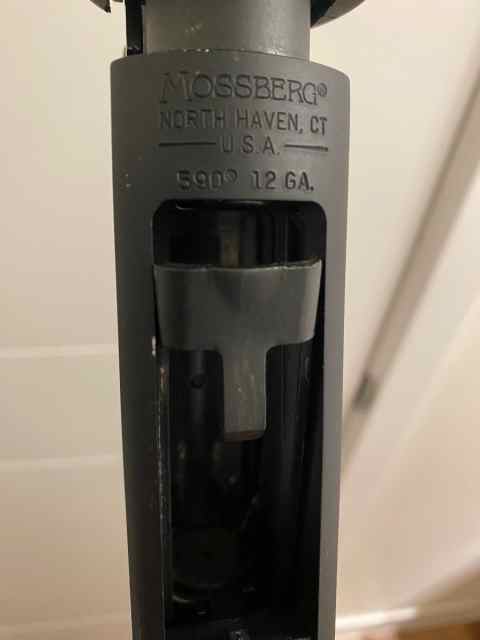 MOSSBERG®
NORTH HAVEN, CT
U.S.A.
590® 12 GA.